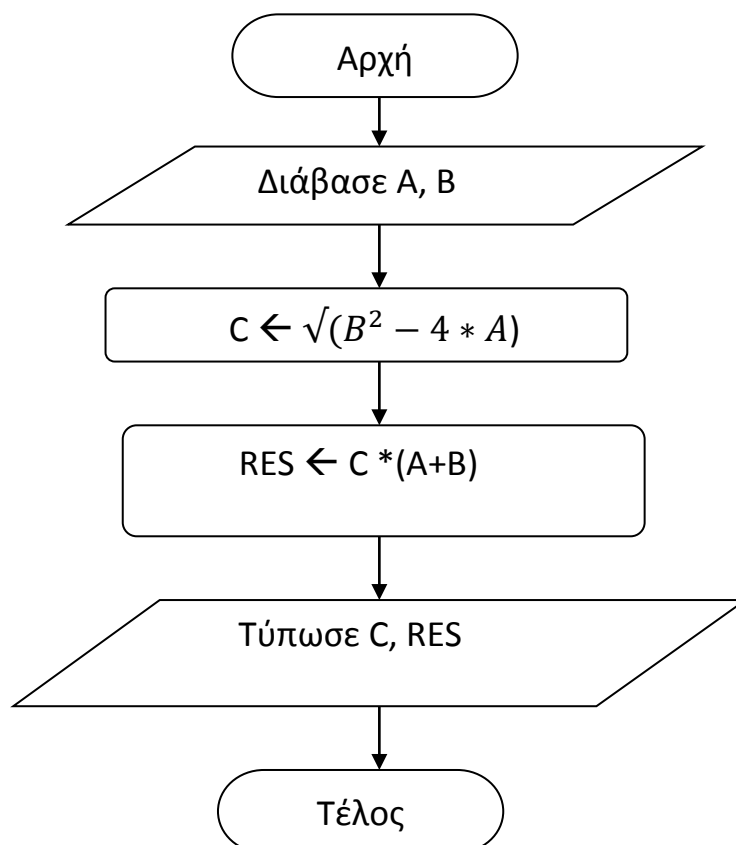 Αρχή
Διάβασε A, B
C ← √(B² − 4 * A)
RES ← C *(A+B)
Τύπωσε C, RES
Τέλος